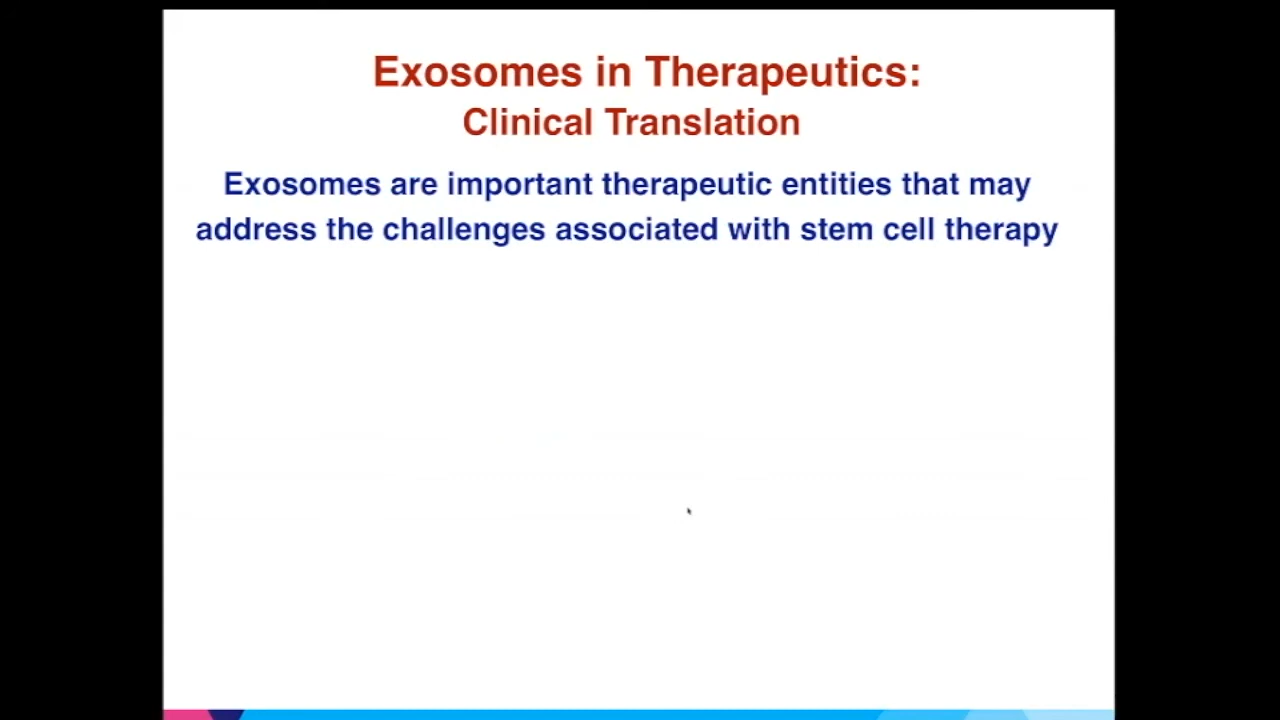 Exosomes in Therapeutics:
Clinical Translation
Exosomes are important therapeutic entities that may
address the challenges associated with stem cell therapy